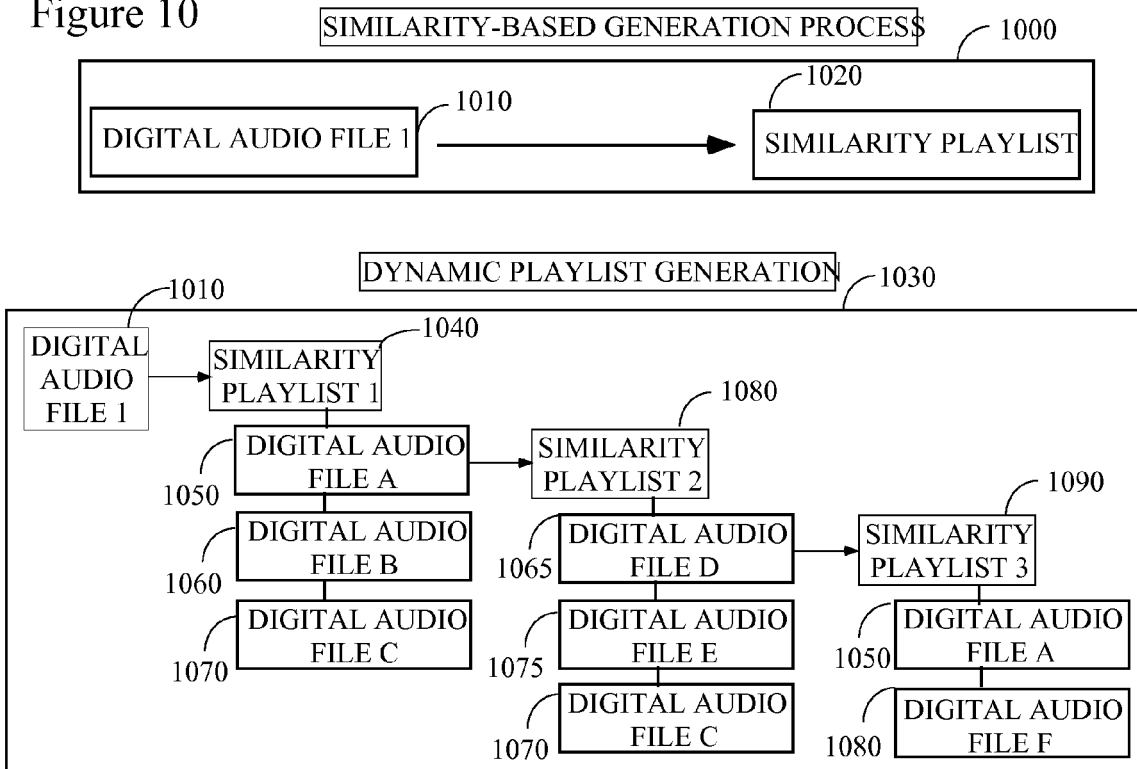 Figure 10
SIMILARITY-BASED GENERATION PROCESS
1000
1010
1020
DIGITAL AUDIO FILE 1
SIMILARITY PLAYLIST
DYNAMIC PLAYLIST GENERATION
1030
1010
DIGITAL
AUDIO
FILE 1
1040
SIMILARITY
PLAYLIST 1
1050
DIGITAL AUDIO
FILE A
1060
DIGITAL AUDIO
FILE B
1070
DIGITAL AUDIO
FILE C
1080
SIMILARITY
PLAYLIST 2
1065
DIGITAL AUDIO
FILE D
1075
DIGITAL AUDIO
FILE E
1070
DIGITAL AUDIO
FILE C
1090
SIMILARITY
PLAYLIST 3
1050
DIGITAL AUDIO
FILE A
1080
DIGITAL AUDIO
FILE F